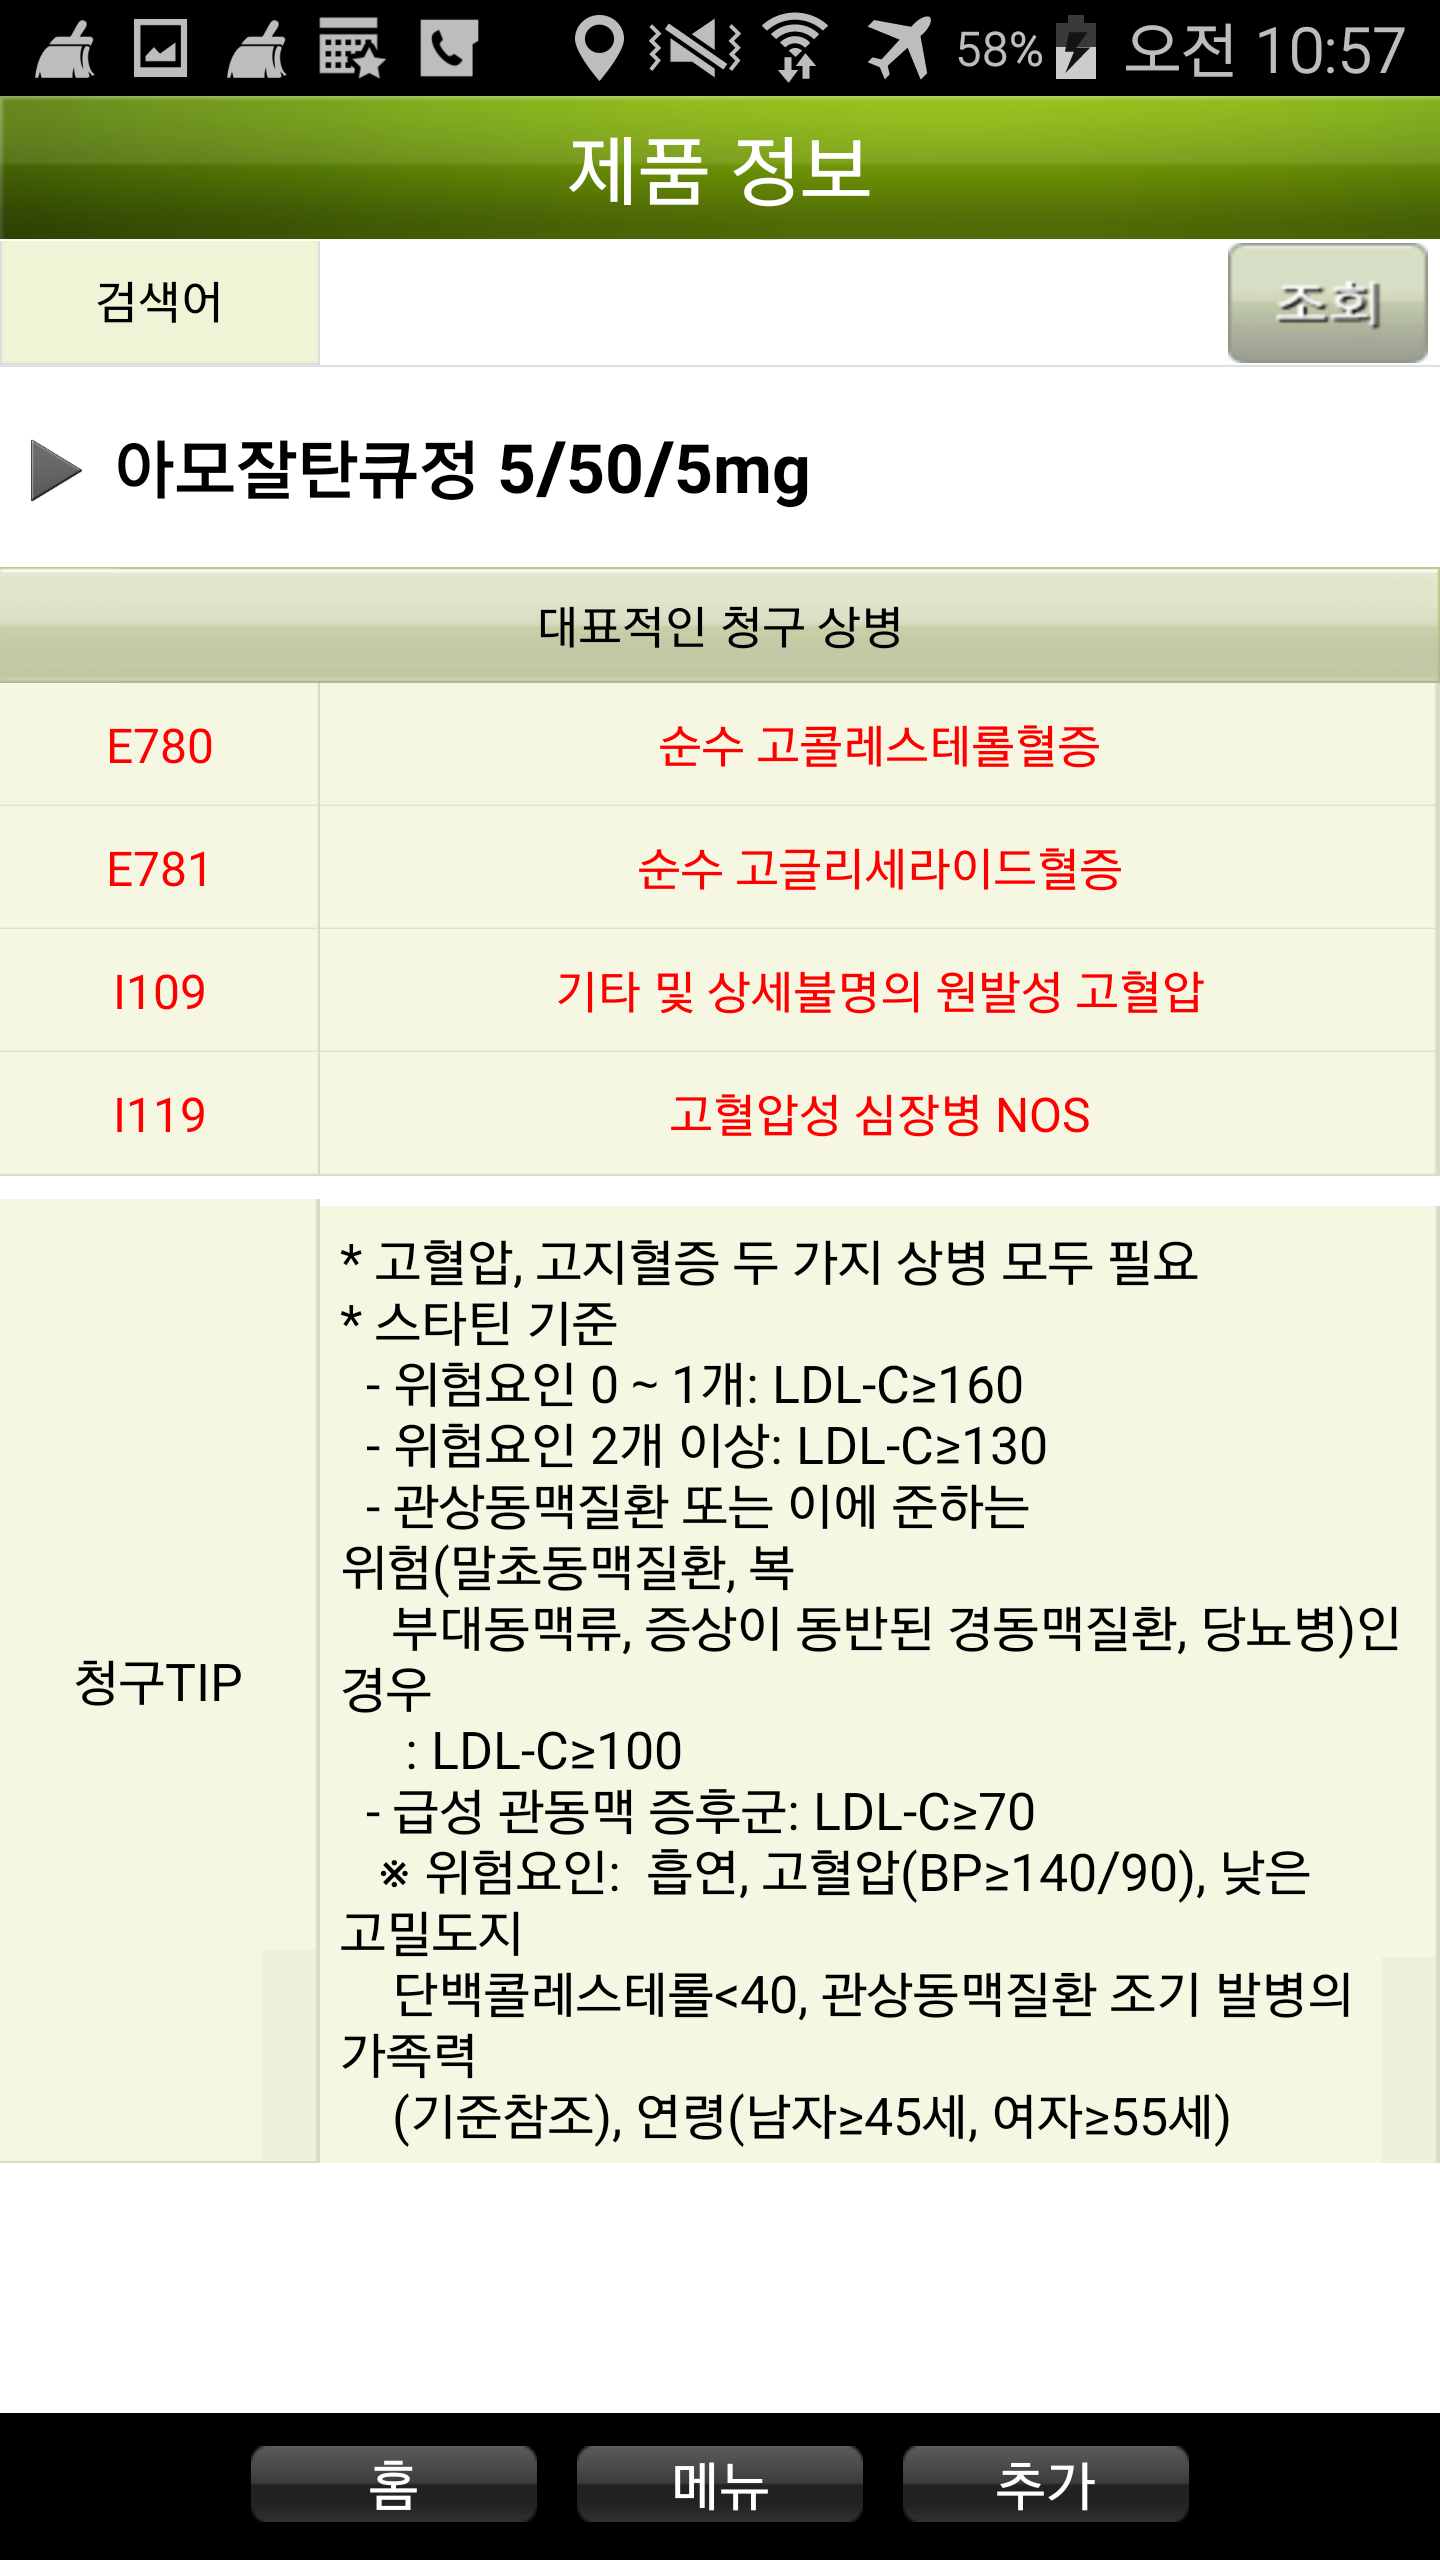 58% 오전 10:57
제품 정보
검색어
조회
아모잘탄큐정 5/50/5mg
대표적인 청구 상병
E780 순수 고콜레스테롤혈증
E781 순수 고글리세라이드혈증
I109 기타 및 상세불명의 원발성 고혈압
I119 고혈압성 심장병 NOS
청구TIP
* 고혈압, 고지혈증 두 가지 상병 모두 필요
* 스타틴 기준
- 위험요인 0 ~ 1개: LDL-C≥160
- 위험요인 2개 이상: LDL-C≥130
- 관상동맥질환 또는 이에 준하는
위험(말초동맥질환, 복
부대동맥류, 증상이 동반된 경동맥질환, 당뇨병)인
경우
: LDL-C≥100
- 급성 관동맥 증후군: LDL-C≥70
※ 위험요인: 흡연, 고혈압(BP≥140/90), 낮은
고밀도지
단백콜레스테롤<40, 관상동맥질환 조기 발병의
가족력
(기준참조), 연령(남자≥45세, 여자≥55세)
홈
메뉴
추가